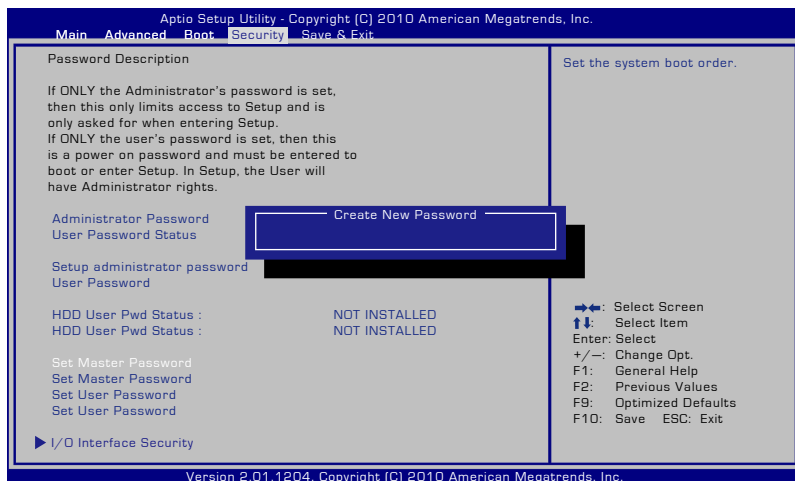 Aptio Setup Utility - Copyright (C) 2010 American Megatrends, Inc.
Main Advanced Boot Security Save & Exit
Password Description
If ONLY the Administrator's password is set,
then this only limits access to Setup and is
only asked for when entering Setup.
If ONLY the user's password is set, then this
is a power on password and must be entered to
boot or enter Setup. In Setup, the User will
have Administrator rights.
Administrator Password
User Password Status
Create New Password
Setup administrator password
User Password
HDD User Pwd Status : NOT INSTALLED
HDD User Pwd Status : NOT INSTALLED
Set Master Password
Set Master Password
Set User Password
Set User Password
I/O Interface Security
Set the system boot order.
→←: Select Screen
↑↓: Select Item
Enter: Select
+/—: Change Opt.
F1: General Help
F2: Previous Values
F9: Optimized Defaults
F10: Save ESC: Exit
Version 2.01.1204. Copyright (C) 2010 American Megatrends, Inc.